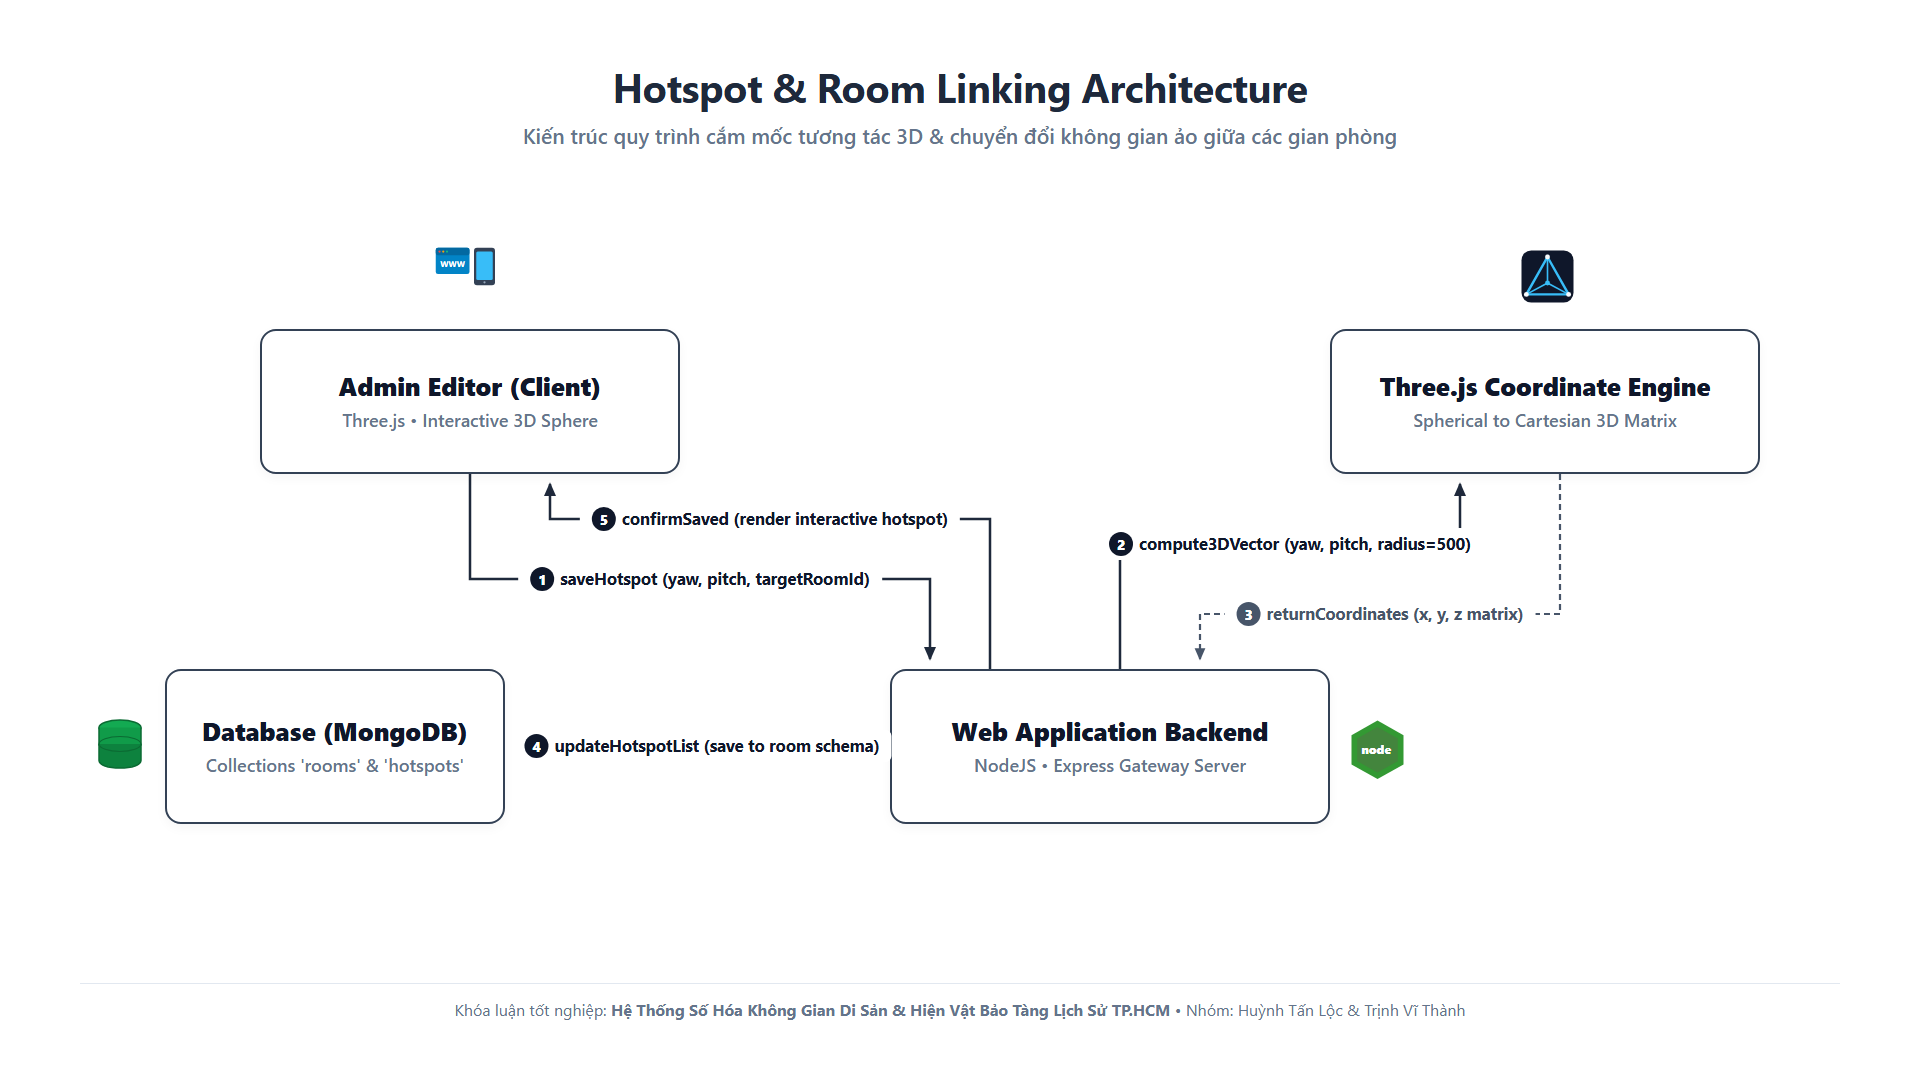 Hotspot & Room Linking Architecture
Kiến trúc quy trình cắm mốc tương tác 3D & chuyển đổi không gian ảo giữa các gian phòng
www
Admin Editor (Client)
Three.js • Interactive 3D Sphere
Three.js Coordinate Engine
Spherical to Cartesian 3D Matrix
5 confirmSaved (render interactive hotspot)
2 compute3DVector (yaw, pitch, radius=500)
1 saveHotspot (yaw, pitch, targetRoomId)
3 returnCoordinates (x, y, z matrix)
Database (MongoDB)
Collections 'rooms' & 'hotspots'
4 updateHotspotList (save to room schema)
Web Application Backend
NodeJS • Express Gateway Server
node
Khóa luận tốt nghiệp: Hệ Thống Số Hóa Không Gian Di Sản & Hiện Vật Bảo Tàng Lịch Sử TP.HCM • Nhóm: Huỳnh Tấn Lộc & Trịnh Vĩ Thành